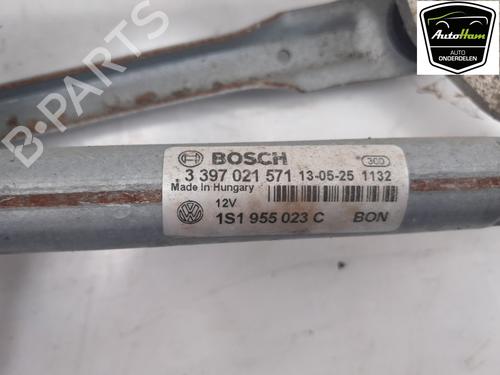 AutoHam
AUTO
ONDERDELEN
B-PARTS
BOSCH
300
3 397 021 571 13-05-25 1132
Made In Hungary
12V
1S1 955 023 C BON